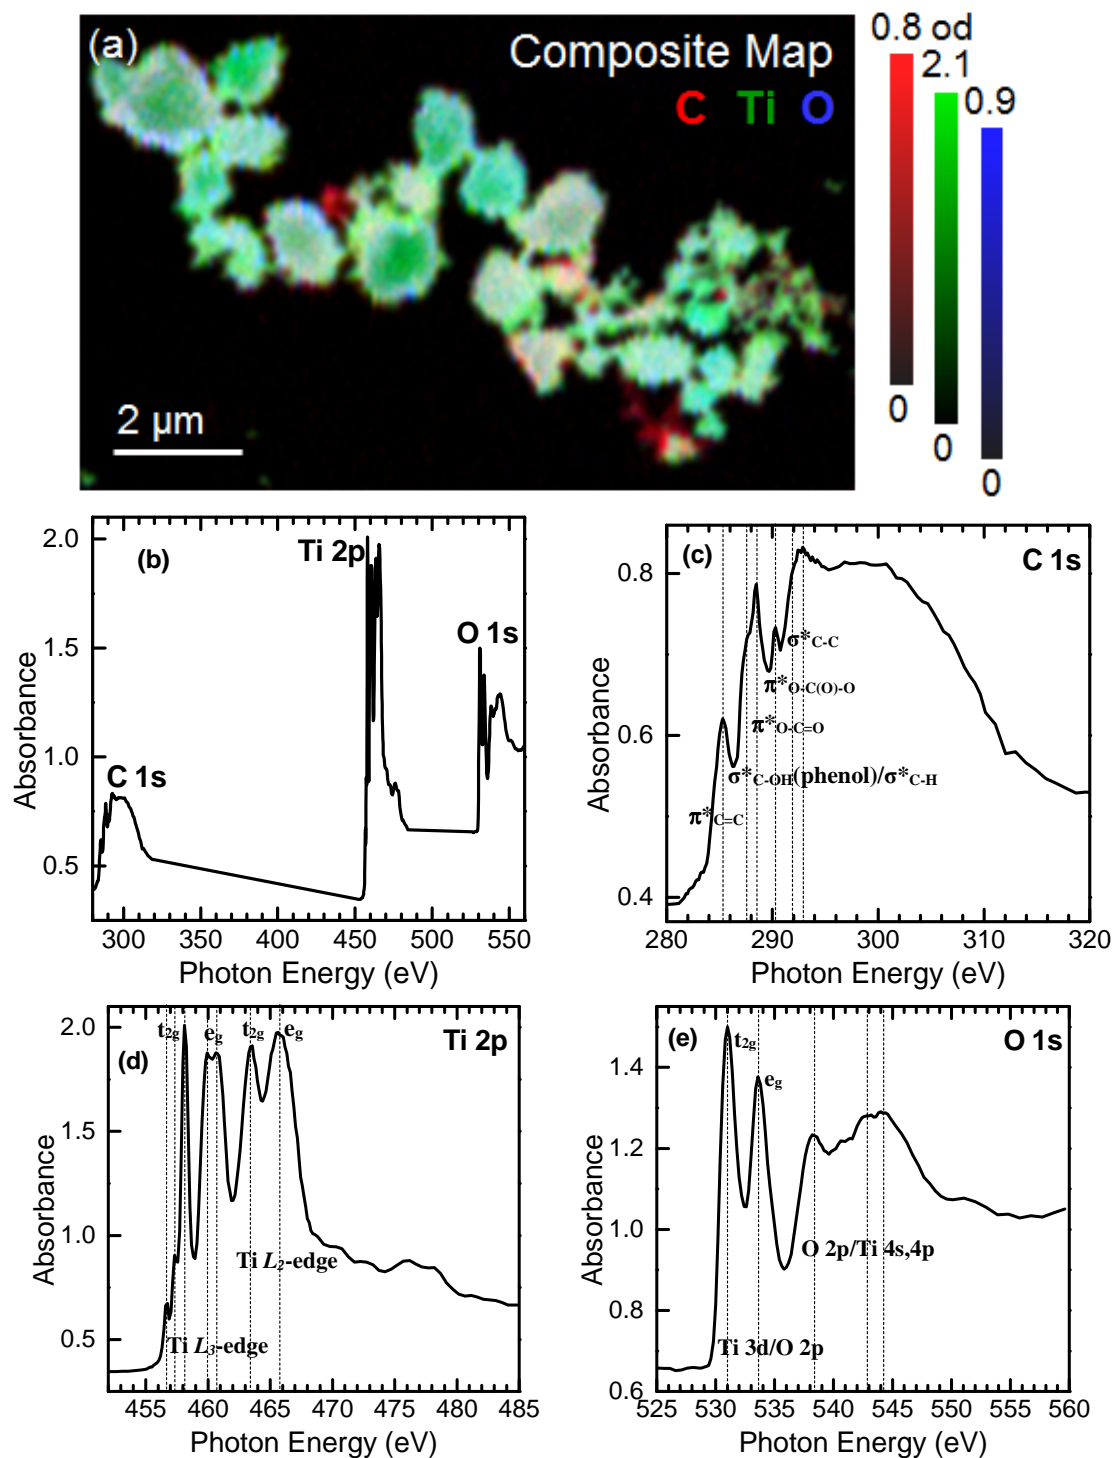 (a)
Composite Map
C Ti O
0.8 od
2.1
0.9
0
0
0
2 µm
(b)
Ti 2p
O 1s
C 1s
2.0
1.5
1.0
0.5
Absorbance
300 350 400 450 500 550
Photon Energy (eV)
(c)
C 1s
σ*C-C
π*O-C(O)-O
π*O-C=O
σ*C-OH(phenol)/σ*C-H
π*C=C
0.8
0.6
0.4
Absorbance
280 290 300 310 320
Photon Energy (eV)
(d)
t2g eg t2g eg
Ti 2p
Ti L2-edge
Ti L3-edge
2.0
1.5
1.0
0.5
Absorbance
455 460 465 470 475 480 485
Photon Energy (eV)
(e)
O 1s
t2g
eg
O 2p/Ti 4s,4p
Ti 3d/O 2p
1.4
1.2
1.0
0.8
0.6
Absorbance
525 530 535 540 545 550 555 560
Photon Energy (eV)